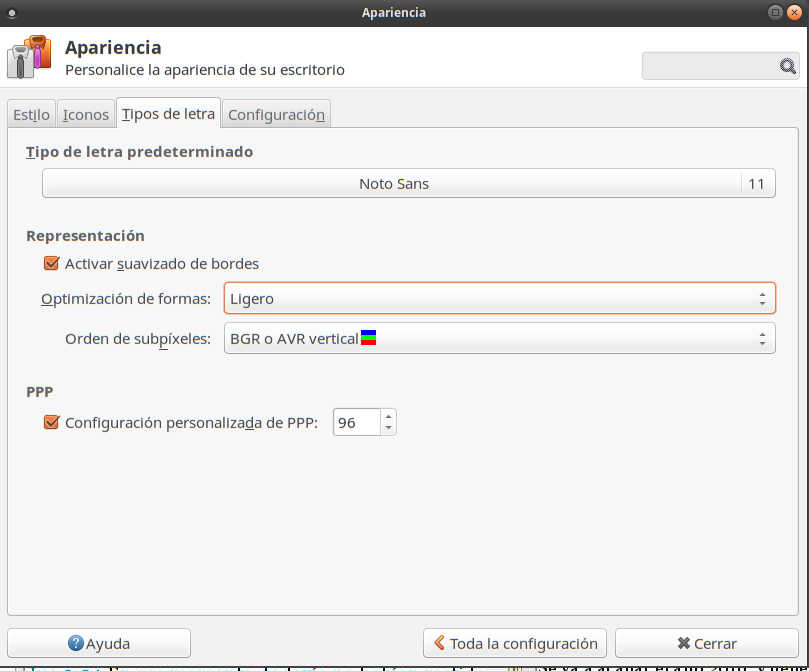 Apariencia
Apariencia
Personalice la apariencia de su escritorio
Estilo Iconos Tipos de letra Configuración
Tipo de letra predeterminado
Noto Sans 11
Representación
Activar suavizado de bordes
Optimización de formas: Ligero
Orden de subpíxeles: BGR o AVR vertical
PPP
Configuración personalizada de PPP: 96
Ayuda Toda la configuración Cerrar